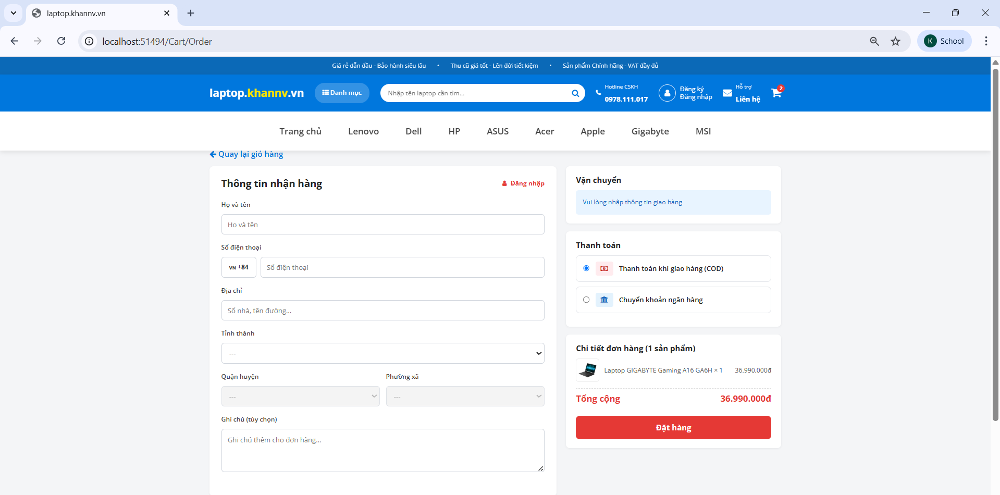 laptop.khannv.vn
localhost:51494/Cart/Order
K School
Giá rẻ dẫn đầu - Bảo hành siêu lâu • Thu cũ giá tốt - Lên đời tiết kiệm • Sản phẩm Chính hãng - VAT đầy đủ
laptop.khannv.vn
Danh mục
Nhập tên laptop cần tìm...
Hotline CSKH
0978.111.017
Đăng ký
Đăng nhập
Hỗ trợ
Liên hệ
2
Trang chủ Lenovo Dell HP ASUS Acer Apple Gigabyte MSI
Quay lại giỏ hàng
Thông tin nhận hàng
Đăng nhập
Họ và tên
Họ và tên
Số điện thoại
VN +84
Số điện thoại
Địa chỉ
Số nhà, tên đường...
Tỉnh thành
---
Quận huyện
---
Phường xã
---
Ghi chú (tùy chọn)
Ghi chú thêm cho đơn hàng...
Vận chuyển
Vui lòng nhập thông tin giao hàng
Thanh toán
Thanh toán khi giao hàng (COD)
Chuyển khoản ngân hàng
Chi tiết đơn hàng (1 sản phẩm)
Laptop GIGABYTE Gaming A16 GA6H × 1 36.990.000đ
Tổng cộng 36.990.000đ
Đặt hàng